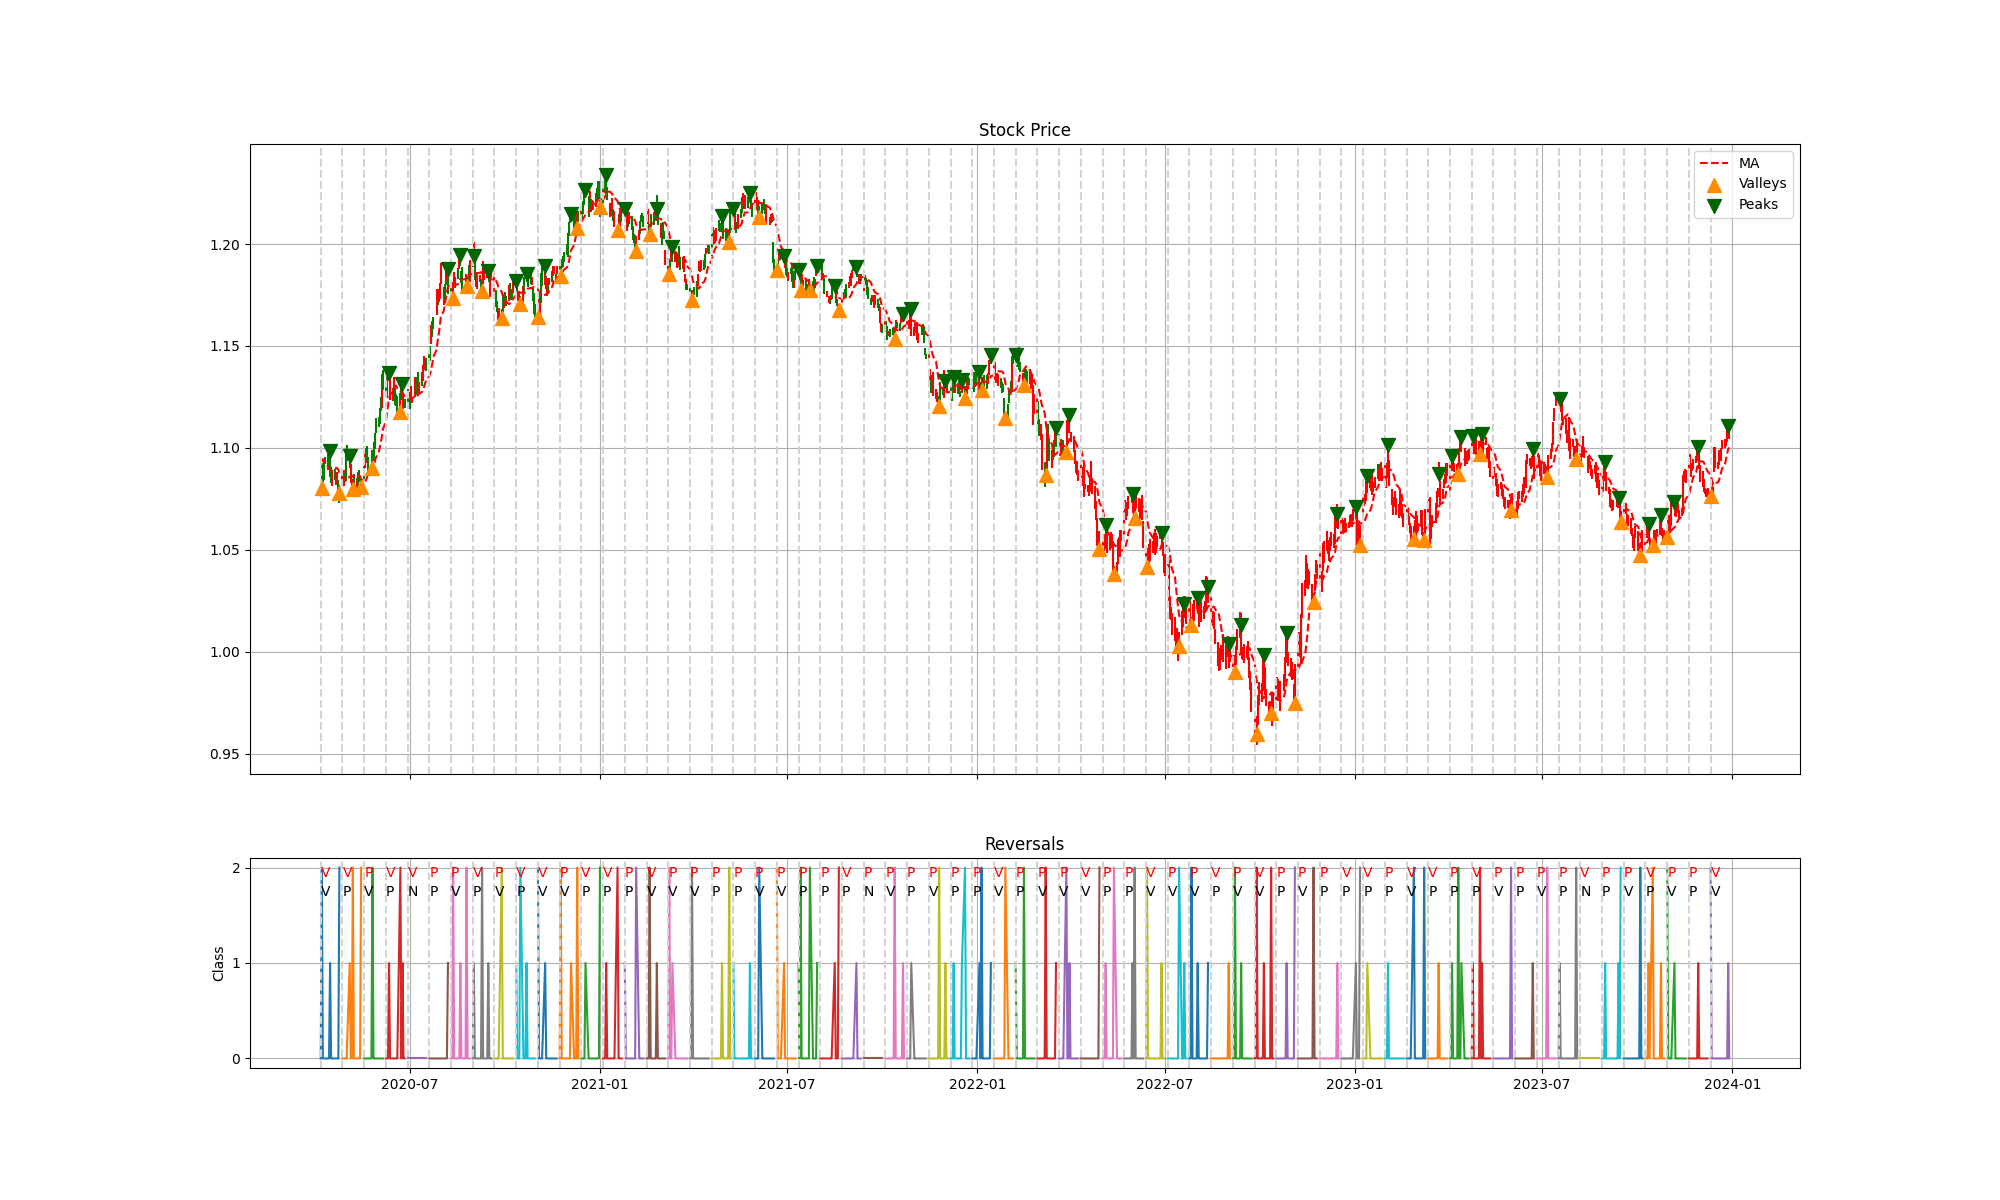 Stock Price
MA
Valleys
Peaks
1.20
1.15
1.10
1.05
1.00
0.95
Reversals
V V P V V P P V P V V P V V P V P P P P P P P P V P P P P P P V P P P V P P V P P V P V P P P V V P V V P V P P P P V P P V P P V
V P V P N P V P V P V V P P P V V V P P V V P P P N V P V P P V P V V V P P V V V P V V P V P P P P V P P P V P V P N P V P V P V
Class
2
1
0
2020-07 2021-01 2021-07 2022-01 2022-07 2023-01 2023-07 2024-01